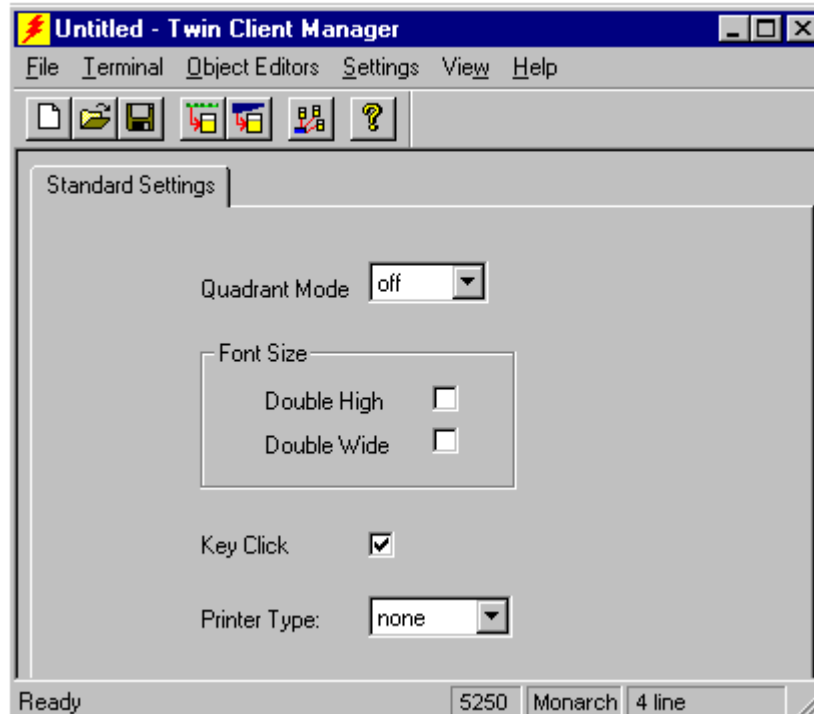 Untitled - Twin Client Manager
File Terminal Object Editors Settings View Help
Standard Settings
Quadrant Mode off
Font Size
Double High
Double Wide
Key Click
Printer Type: none
Ready 5250 Monarch 4 line